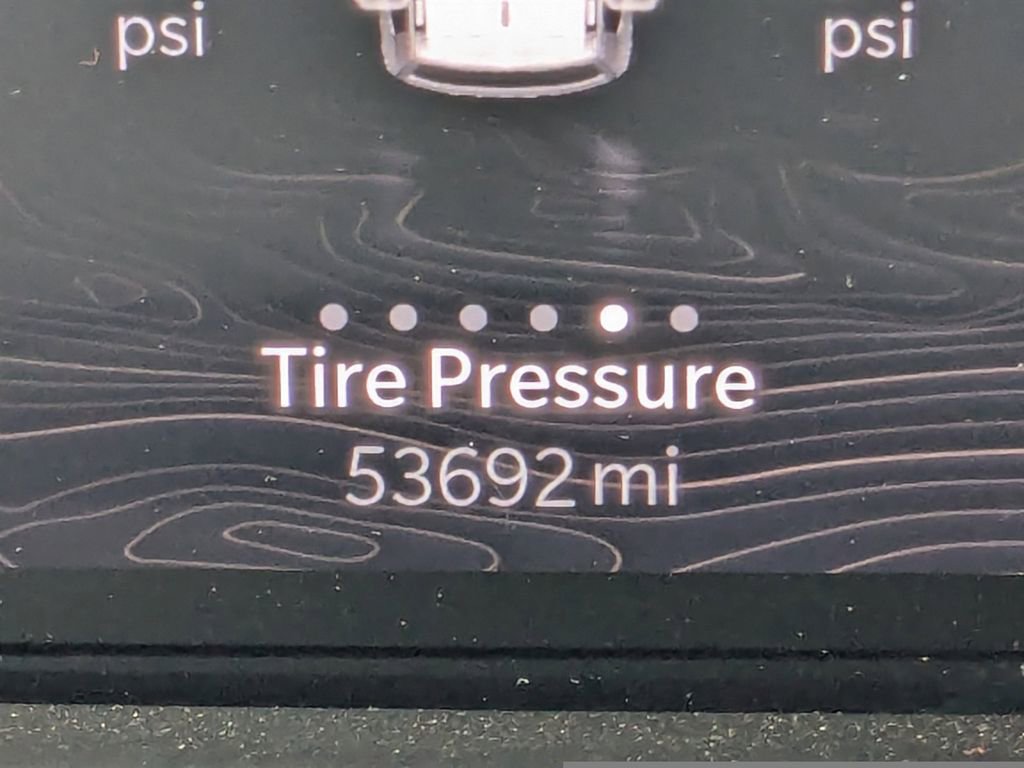 psi psi
Tire Pressure
53692 mi